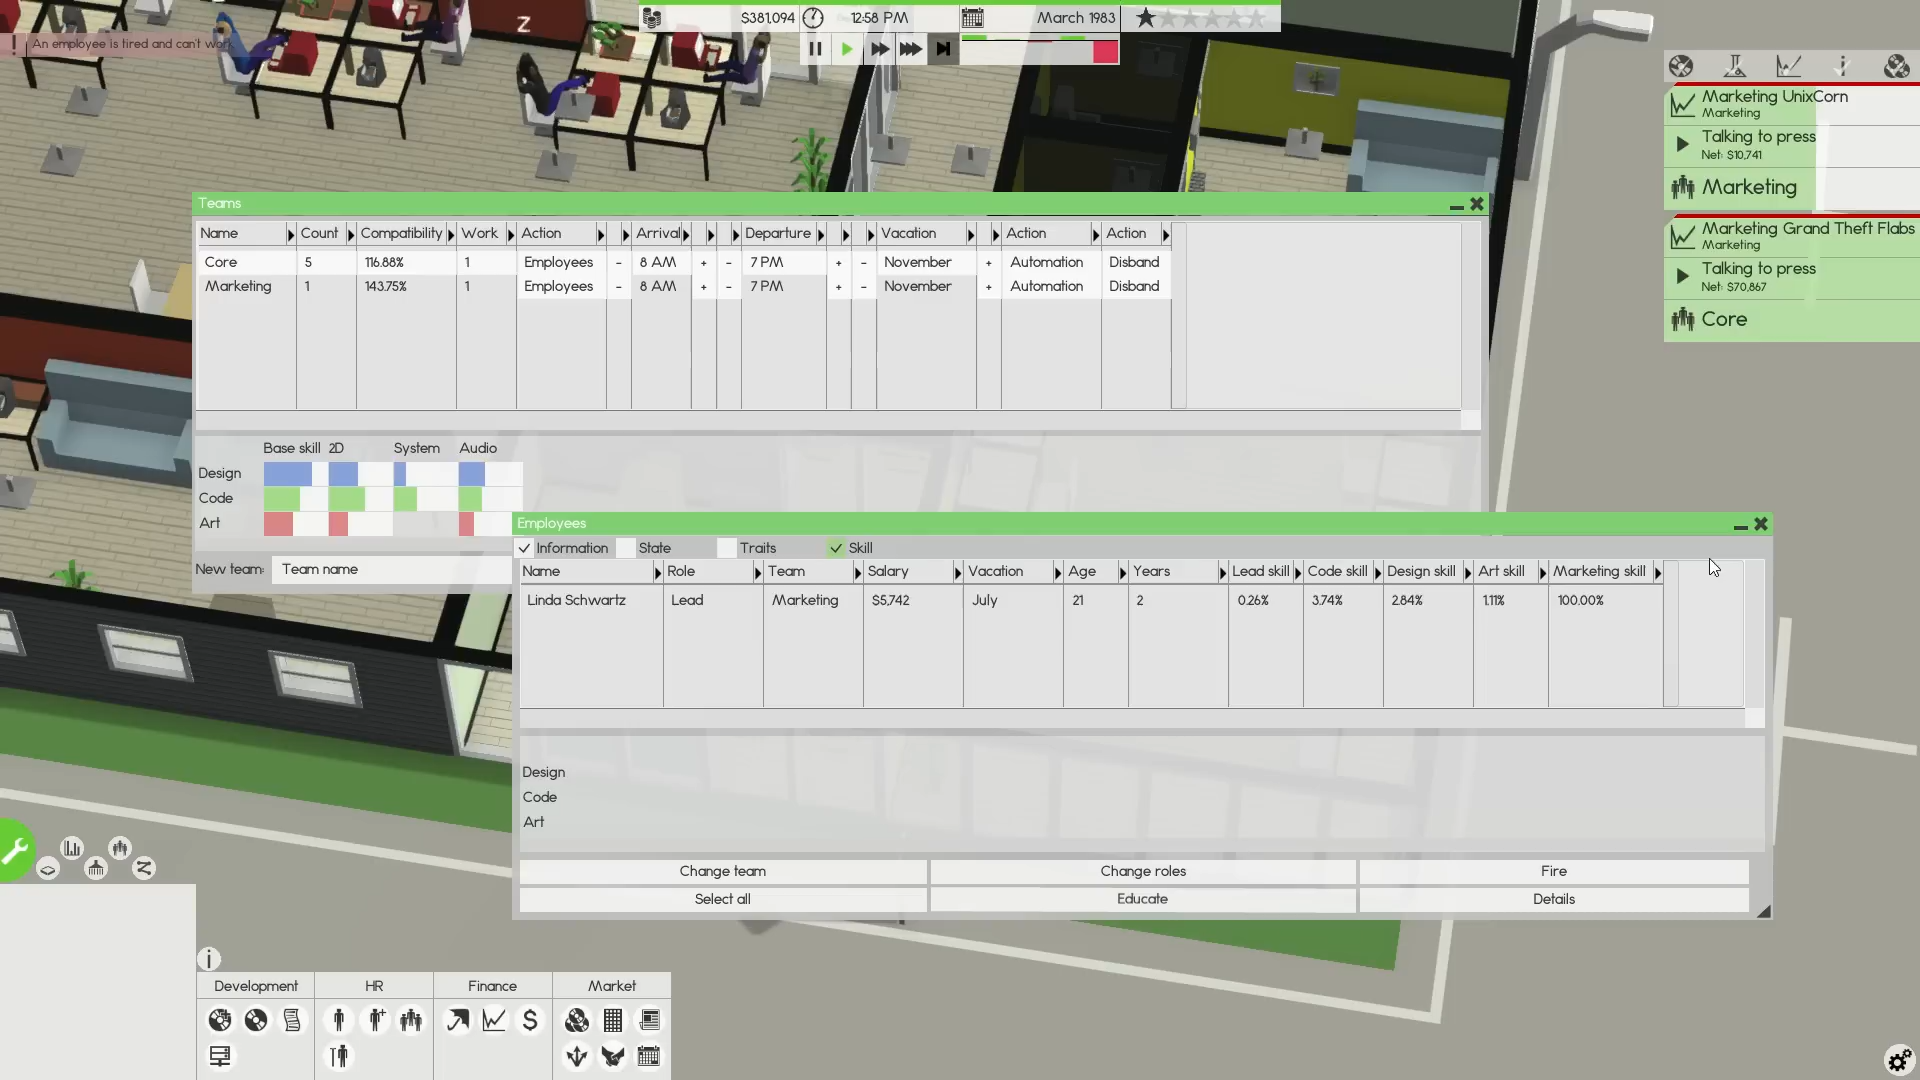 Z
$381,094 12:58 PM March 1983
An employee is tired and can't work.
Marketing UnixCorn
Marketing
Talking to press
Net: $10,741
Marketing
Marketing Grand Theft Flabs
Marketing
Talking to press
Net: $70,867
Core
Teams
Name Count Compatibility Work Action Arrival Departure Vacation Action Action
Core 5 116.88% 1 Employees - 8 AM + - 7 PM + - November + Automation Disband
Marketing 1 143.75% 1 Employees - 8 AM + - 7 PM + - November + Automation Disband
Base skill 2D System Audio
Design
Code
Art
New team: Team name
Employees
Information State Traits Skill
Name Role Team Salary Vacation Age Years Lead skill Code skill Design skill Art skill Marketing skill
Linda Schwartz Lead Marketing $5,742 July 21 2 0.26% 3.74% 2.84% 1.11% 100.00%
Design
Code
Art
Change team Change roles Fire
Select all Educate Details
Development HR Finance Market